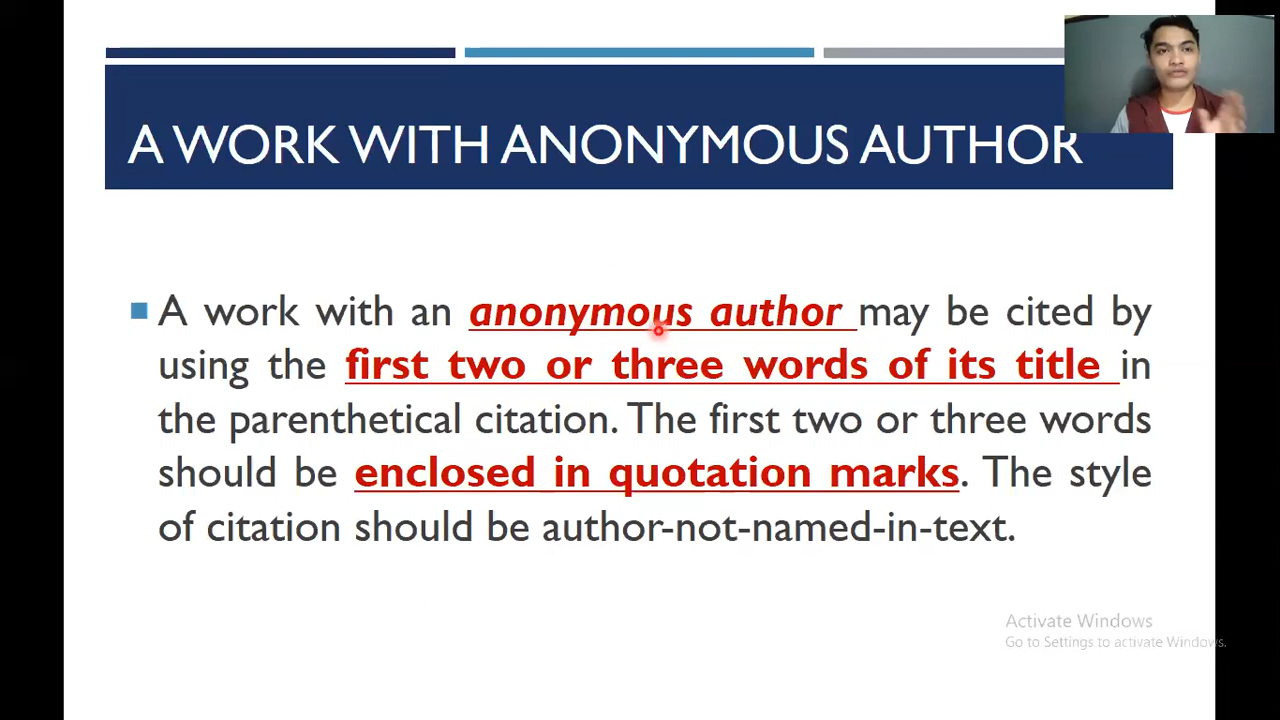 A WORK WITH ANONYMOUS AUTHOR
A work with an anonymous author may be cited by
using the first two or three words of its title in
the parenthetical citation. The first two or three words
should be enclosed in quotation marks. The style
of citation should be author-not-named-in-text.
Activate Windows
Go to Settings to activate Windows.